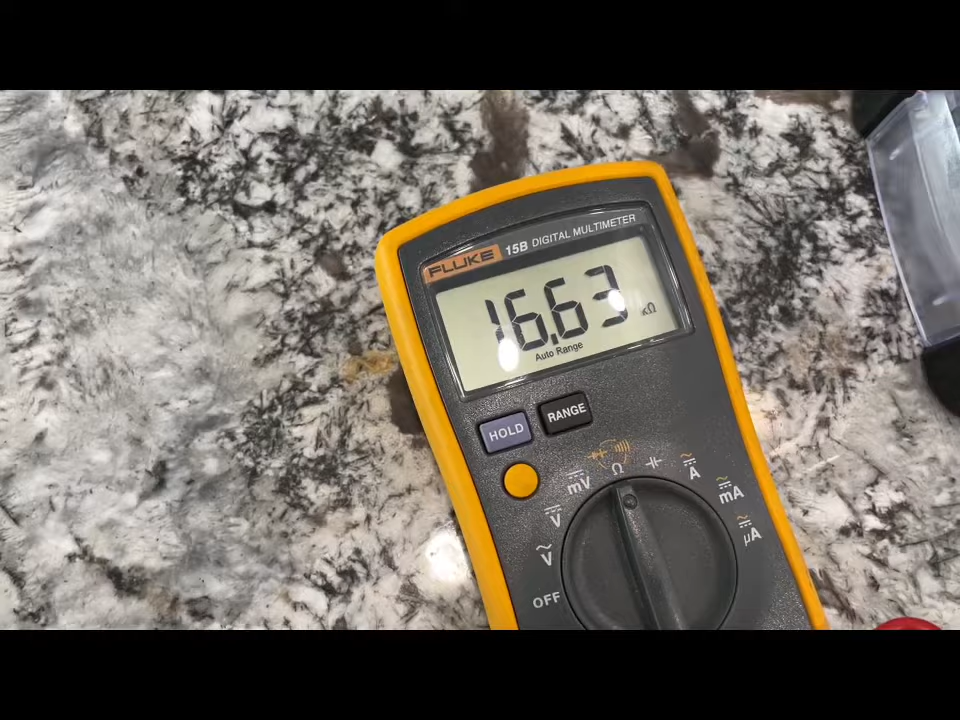 FLUKE 15B DIGITAL MULTIMETER
16.63 kΩ
Auto Range
HOLD RANGE
mV Ω A
V mA
V μA
OFF